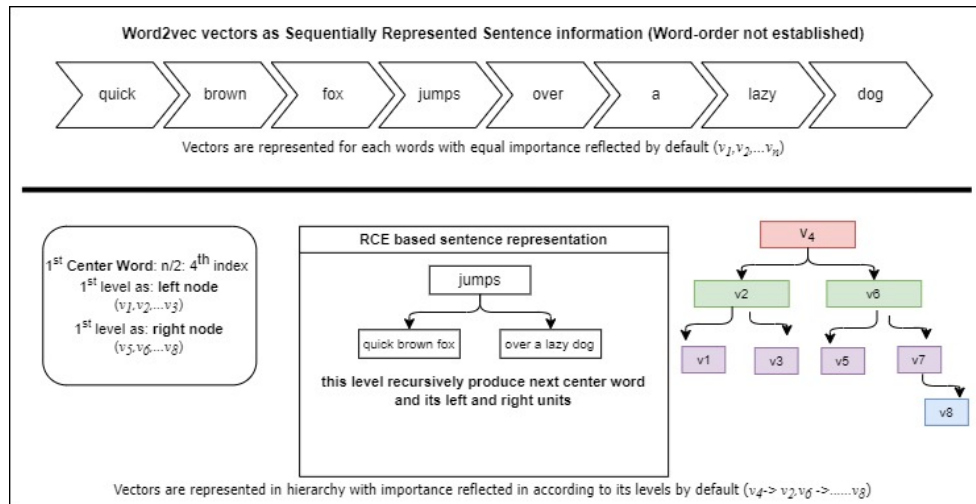 Word2vec vectors as Sequentially Represented Sentence information (Word-order not established)
quick brown fox jumps over a lazy dog
Vectors are represented for each words with equal importance reflected by default (v1,v2,...vn)
1st Center Word: n/2: 4th index
1st level as: left node
(v1,v2,...v3)
1st level as: right node
(v5,v6,...v8)
RCE based sentence representation
jumps
quick brown fox over a lazy dog
this level recursively produce next center word
and its left and right units
v4
v2 v6
v1 v3 v5 v7
v8
Vectors are represented in hierarchy with importance reflected in according to its levels by default (v4-> v2,v6 ->......v8)